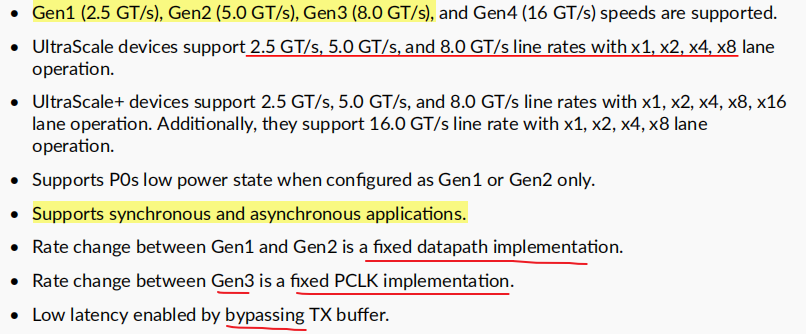 • Gen1 (2.5 GT/s), Gen2 (5.0 GT/s), Gen3 (8.0 GT/s), and Gen4 (16 GT/s) speeds are supported.
• UltraScale devices support 2.5 GT/s, 5.0 GT/s, and 8.0 GT/s line rates with x1, x2, x4, x8 lane
operation.
• UltraScale+ devices support 2.5 GT/s, 5.0 GT/s, and 8.0 GT/s line rates with x1, x2, x4, x8, x16
lane operation. Additionally, they support 16.0 GT/s line rate with x1, x2, x4, x8 lane
operation.
• Supports P0s low power state when configured as Gen1 or Gen2 only.
• Supports synchronous and asynchronous applications.
• Rate change between Gen1 and Gen2 is a fixed datapath implementation.
• Rate change between Gen3 is a fixed PCLK implementation.
• Low latency enabled by bypassing TX buffer.